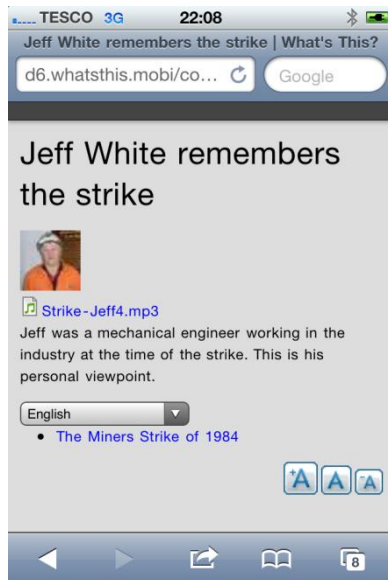 TESCO 3G 22:08
Jeff White remembers the strike | What's This?
d6.whatsthis.mobi/co... Google
Jeff White remembers
the strike
Strike-Jeff4.mp3
Jeff was a mechanical engineer working in the
industry at the time of the strike. This is his
personal viewpoint.
English
The Miners Strike of 1984
+A A -A
8